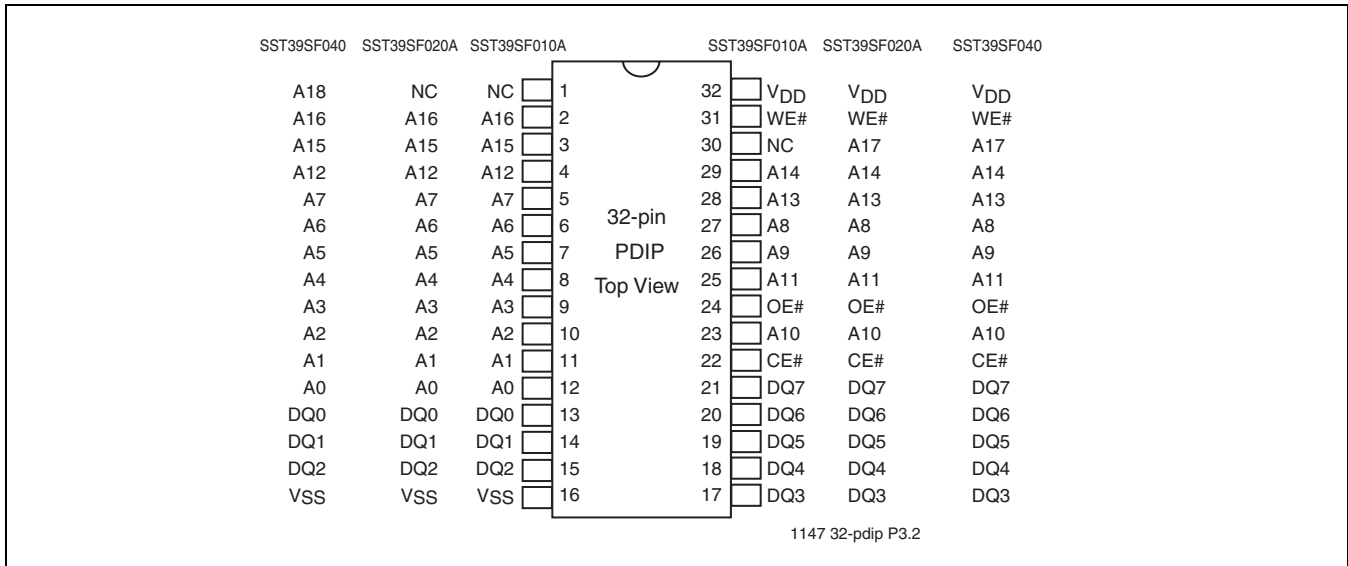 SST39SF040 SST39SF020A SST39SF010A SST39SF010A SST39SF020A SST39SF040
A18 NC NC 1 32 VDD VDD VDD
A16 A16 A16 2 31 WE# WE# WE#
A15 A15 A15 3 30 NC A17 A17
A12 A12 A12 4 29 A14 A14 A14
A7 A7 A7 5 28 A13 A13 A13
A6 A6 A6 6 32-pin 27 A8 A8 A8
A5 A5 A5 7 PDIP 26 A9 A9 A9
A4 A4 A4 8 Top View 25 A11 A11 A11
A3 A3 A3 9 24 OE# OE# OE#
A2 A2 A2 10 23 A10 A10 A10
A1 A1 A1 11 22 CE# CE# CE#
A0 A0 A0 12 21 DQ7 DQ7 DQ7
DQ0 DQ0 DQ0 13 20 DQ6 DQ6 DQ6
DQ1 DQ1 DQ1 14 19 DQ5 DQ5 DQ5
DQ2 DQ2 DQ2 15 18 DQ4 DQ4 DQ4
VSS VSS VSS 16 17 DQ3 DQ3 DQ3
1147 32-pdip P3.2